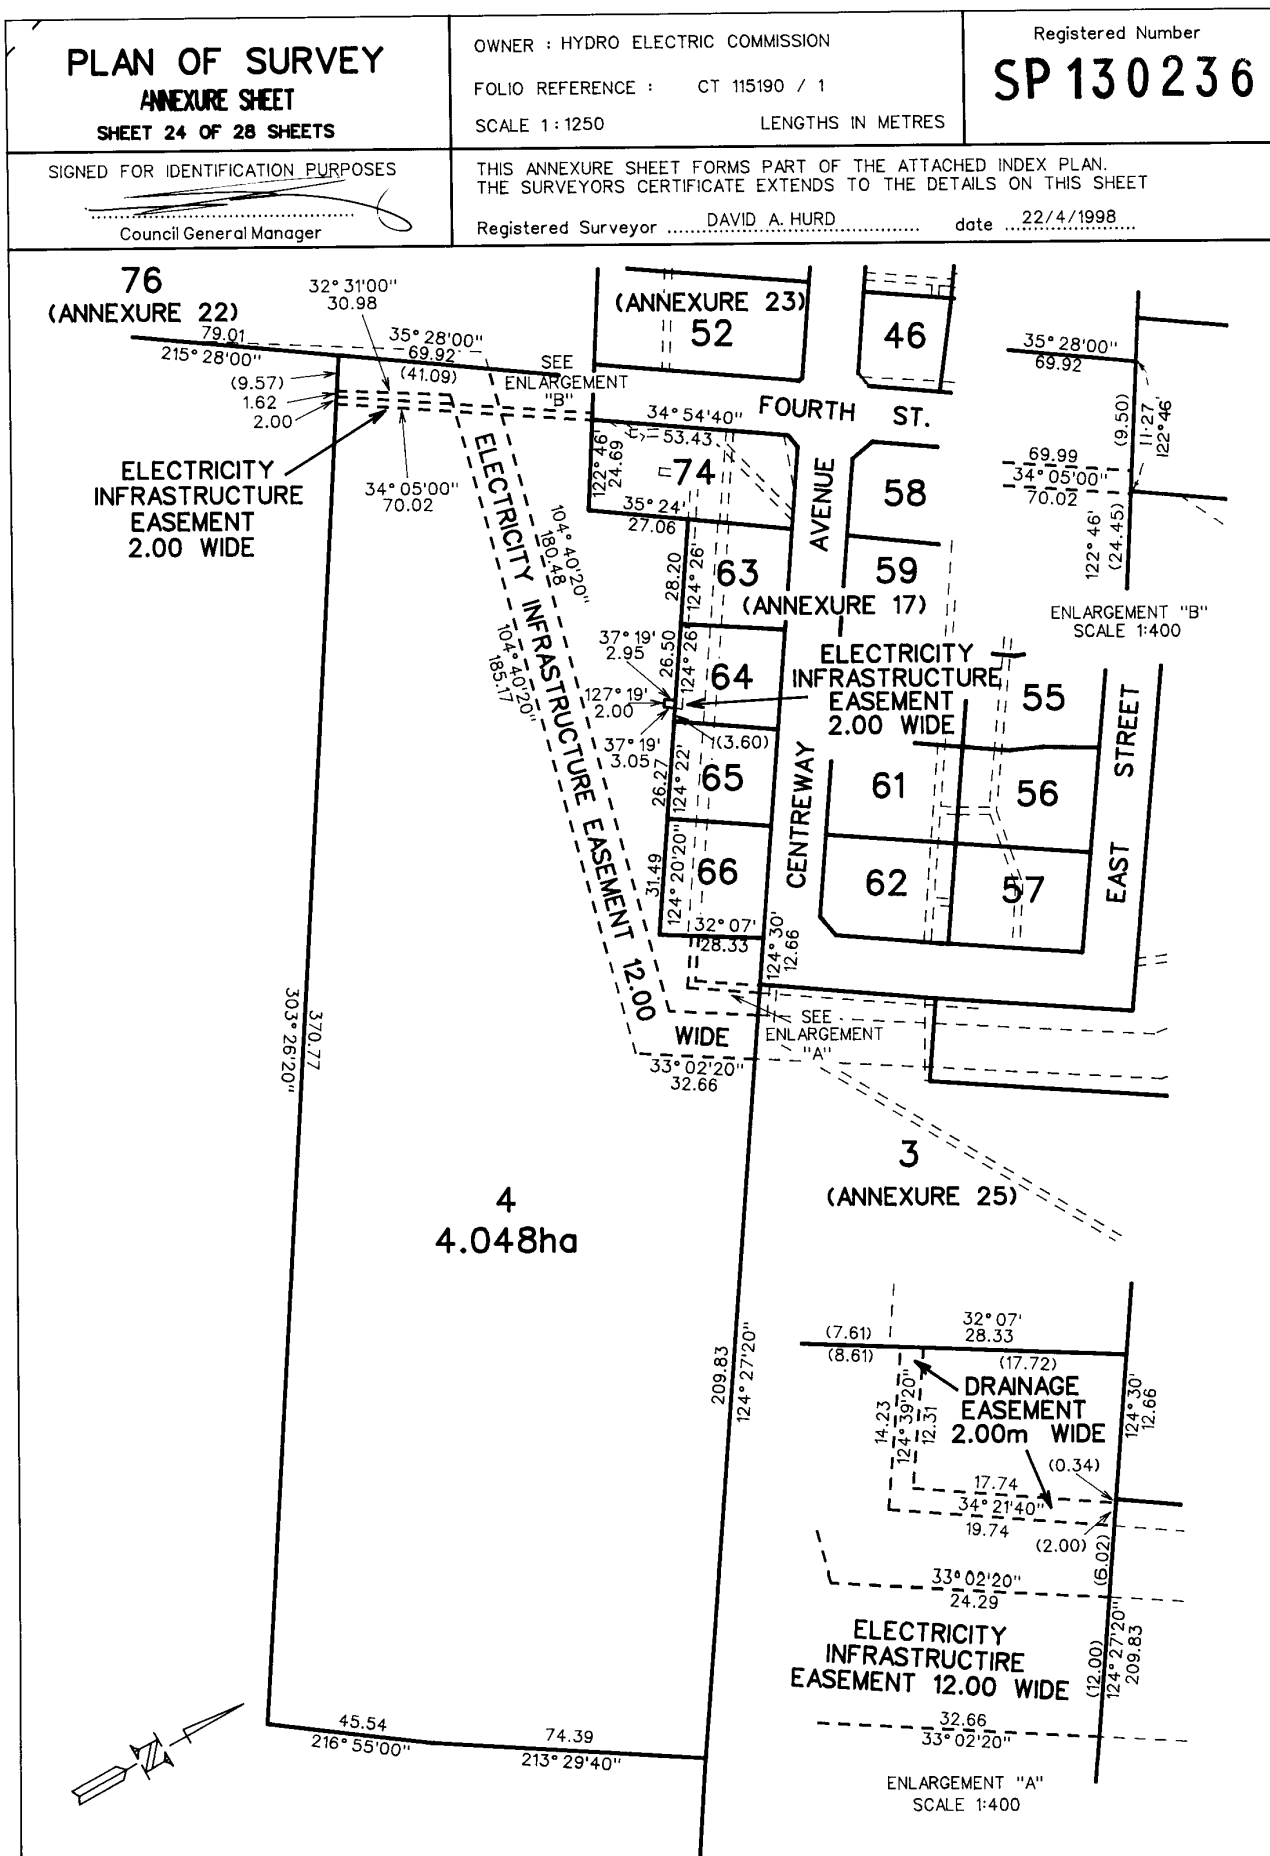 PLAN OF SURVEY
ANNEXURE SHEET
SHEET 24 OF 28 SHEETS
OWNER : HYDRO ELECTRIC COMMISSION
FOLIO REFERENCE : CT 115190 / 1
SCALE 1:1250 LENGTHS IN METRES
Registered Number
SP 130236
SIGNED FOR IDENTIFICATION PURPOSES
Council General Manager
THIS ANNEXURE SHEET FORMS PART OF THE ATTACHED INDEX PLAN.
THE SURVEYORS CERTIFICATE EXTENDS TO THE DETAILS ON THIS SHEET
Registered Surveyor DAVID A. HURD date 22/4/1998
76
(ANNEXURE 22)
32°31'00"
30.98
79.01
215°28'00"
35°28'00"
69.92
(41.09)
(9.57)
1.62
2.00
SEE
ENLARGEMENT
"B"
(ANNEXURE 23)
52
46
35°28'00"
69.92
(9.50)
11.27
122°46'
69.99
34°05'00"
70.02
122°46'
(24.45)
ENLARGEMENT "B"
SCALE 1:400
ELECTRICITY
INFRASTRUCTURE
EASEMENT
2.00 WIDE
34°05'00"
70.02
34°54'40"
53.43
FOURTH ST.
122°46'
24.69
74
35°24'
27.06
AVENUE
58
59
63
(ANNEXURE 17)
28.20
124°26'
104°40'20"
180.48
ELECTRICITY INFRASTRUCTURE EASEMENT 12.00
WIDE
104°40'20"
185.17
37°19'
2.95
26.50
124°26'
64
127°19'
2.00
37°19'
3.05
(3.60)
ELECTRICITY
INFRASTRUCTURE
EASEMENT
2.00 WIDE
55
STREET
26.27
124°22'
65
CENTREWAY
61
56
31.49
124°20'20"
66
62
57
EAST
32°07'
28.33
124°30'
12.66
SEE
ENLARGEMENT
"A"
33°02'20"
32.66
303°26'20"
370.77
3
(ANNEXURE 25)
4
4.048ha
209.83
124°27'20"
32°07'
28.33
(7.61)
(8.61)
(17.72)
DRAINAGE
EASEMENT
2.00m WIDE
14.23
124°39'20"
12.31
124°30'
12.66
(0.34)
17.74
34°21'40"
19.74
(2.00)
(6.02)
33°02'20"
24.29
ELECTRICITY
INFRASTRUCTIRE
EASEMENT 12.00 WIDE
(12.00)
124°27'20"
209.83
32.66
33°02'20"
ENLARGEMENT "A"
SCALE 1:400
45.54
216°55'00"
74.39
213°29'40"